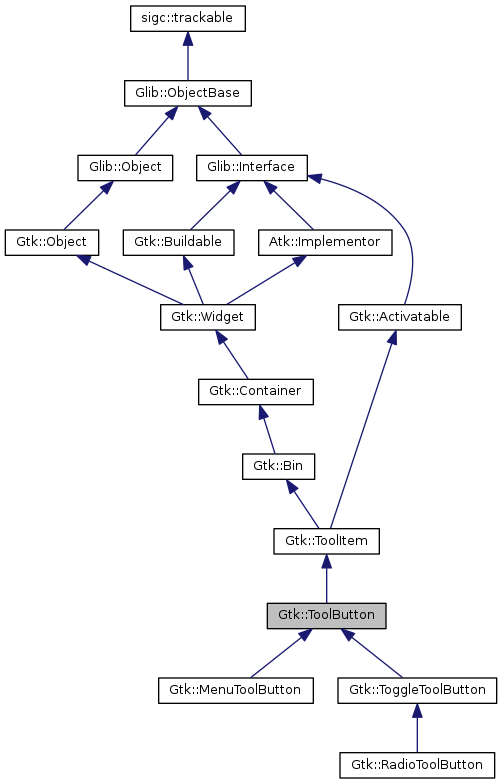 sigc::trackable
Glib::ObjectBase
Glib::Object
Glib::Interface
Gtk::Object
Gtk::Buildable
Atk::Implementor
Gtk::Widget
Gtk::Activatable
Gtk::Container
Gtk::Bin
Gtk::ToolItem
Gtk::ToolButton
Gtk::MenuToolButton
Gtk::ToggleToolButton
Gtk::RadioToolButton